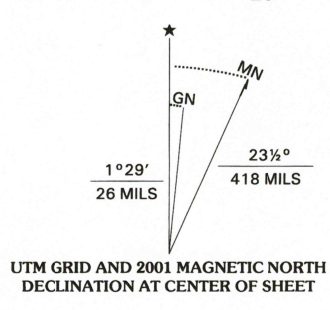 ★
MN
GN
1°29′
26 MILS
23½°
418 MILS
UTM GRID AND 2001 MAGNETIC NORTH
DECLINATION AT CENTER OF SHEET